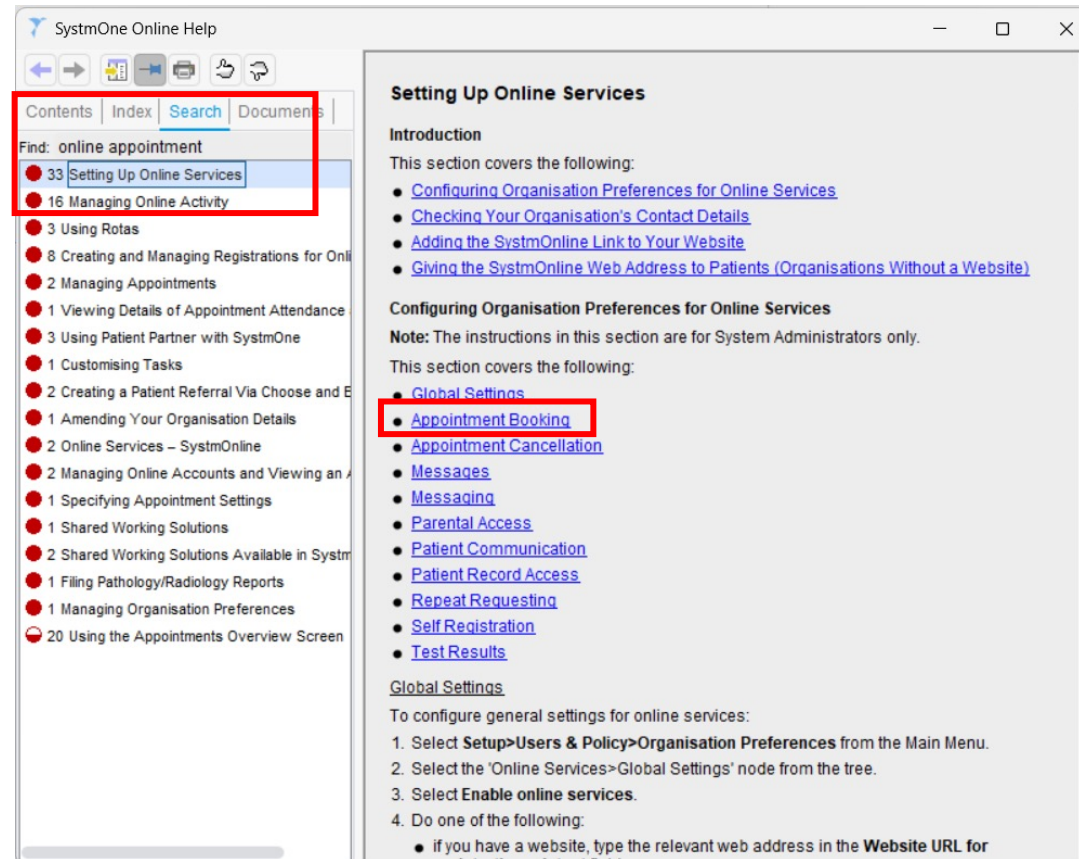 SystmOne Online Help
Contents Index Search Documents
Find: online appointment
33 Setting Up Online Services
16 Managing Online Activity
3 Using Rotas
8 Creating and Managing Registrations for Onli
2 Managing Appointments
1 Viewing Details of Appointment Attendance
3 Using Patient Partner with SystmOne
1 Customising Tasks
2 Creating a Patient Referral Via Choose and B
1 Amending Your Organisation Details
2 Online Services – SystmOnline
2 Managing Online Accounts and Viewing an
1 Specifying Appointment Settings
1 Shared Working Solutions
2 Shared Working Solutions Available in Systm
1 Filing Pathology/Radiology Reports
1 Managing Organisation Preferences
20 Using the Appointments Overview Screen
Setting Up Online Services
Introduction
This section covers the following:
• Configuring Organisation Preferences for Online Services
• Checking Your Organisation's Contact Details
• Adding the SystmOnline Link to Your Website
• Giving the SystmOnline Web Address to Patients (Organisations Without a Website)
Configuring Organisation Preferences for Online Services
Note: The instructions in this section are for System Administrators only.
This section covers the following:
• Global Settings
• Appointment Booking
• Appointment Cancellation
• Messages
• Messaging
• Parental Access
• Patient Communication
• Patient Record Access
• Repeat Requesting
• Self Registration
• Test Results
Global Settings
To configure general settings for online services:
1. Select Setup>Users & Policy>Organisation Preferences from the Main Menu.
2. Select the 'Online Services>Global Settings' node from the tree.
3. Select Enable online services.
4. Do one of the following:
• if you have a website, type the relevant web address in the Website URL for